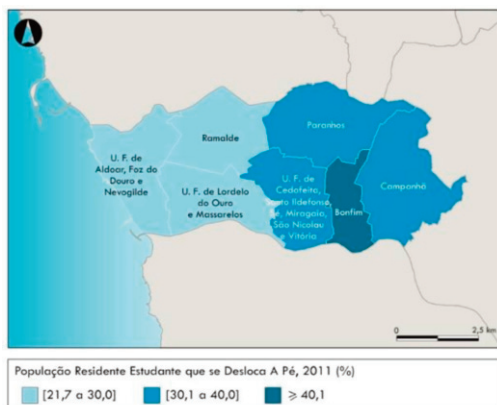 Paranhos
Ramalde
U. F. de
Aldoar, Foz do
Douro e
Nevogilde
U. F. de Lordelo
do Ouro
e Massarelos
U. F. de
Cedofeita,
Ildefonso,
Sé, Miragaia,
São Nicolau
e Vitória
Bonfim
Campanhã
0 2,5 km
População Residente Estudante que se Desloca A Pé, 2011 (%)
[21,7 a 30,0] [30,1 a 40,0] ⩾ 40,1